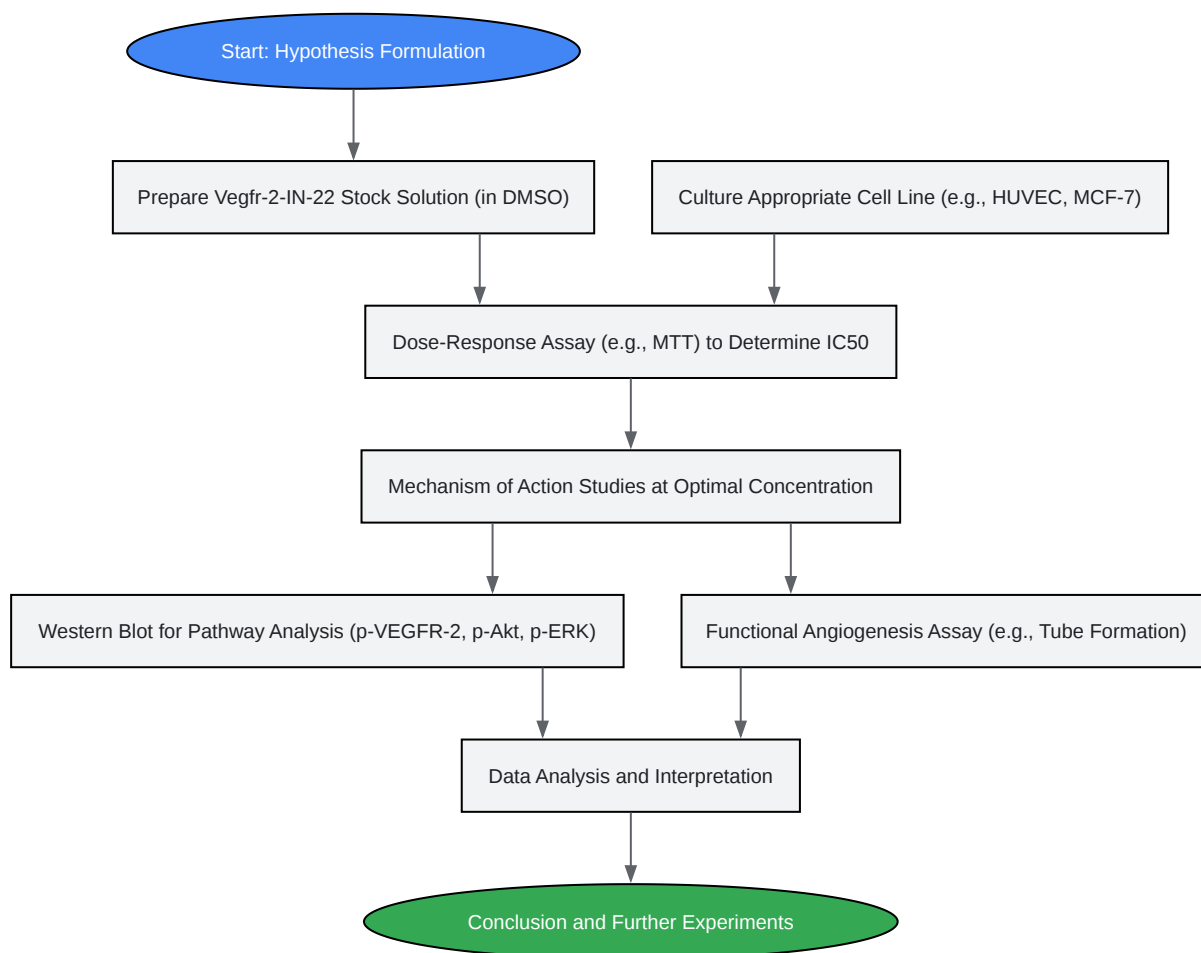 Start: Hypothesis Formulation
Prepare Vegfr-2-IN-22 Stock Solution (in DMSO)
Culture Appropriate Cell Line (e.g., HUVEC, MCF-7)
Dose-Response Assay (e.g., MTT) to Determine IC50
Mechanism of Action Studies at Optimal Concentration
Western Blot for Pathway Analysis (p-VEGFR-2, p-Akt, p-ERK)
Functional Angiogenesis Assay (e.g., Tube Formation)
Data Analysis and Interpretation
Conclusion and Further Experiments